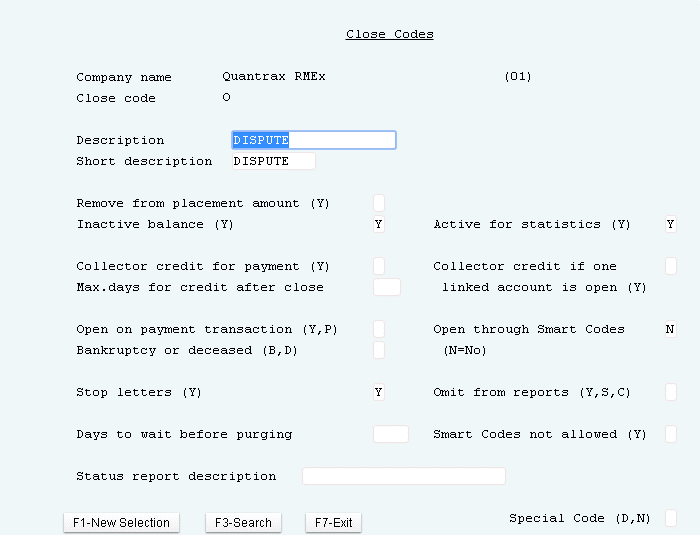 Close Codes
Company name Quantrax RMEx (01)
Close code O
Description DISPUTE
Short description DISPUTE
Remove from placement amount (Y)
Inactive balance (Y) Y Active for statistics (Y) Y
Collector credit for payment (Y) Collector credit if one
Max.days for credit after close linked account is open (Y)
Open on payment transaction (Y,P) Open through Smart Codes N
Bankruptcy or deceased (B,D) (N=No)
Stop letters (Y) Y Omit from reports (Y,S,C)
Days to wait before purging Smart Codes not allowed (Y)
Status report description
F1-New Selection F3-Search F7-Exit Special Code (D,N)